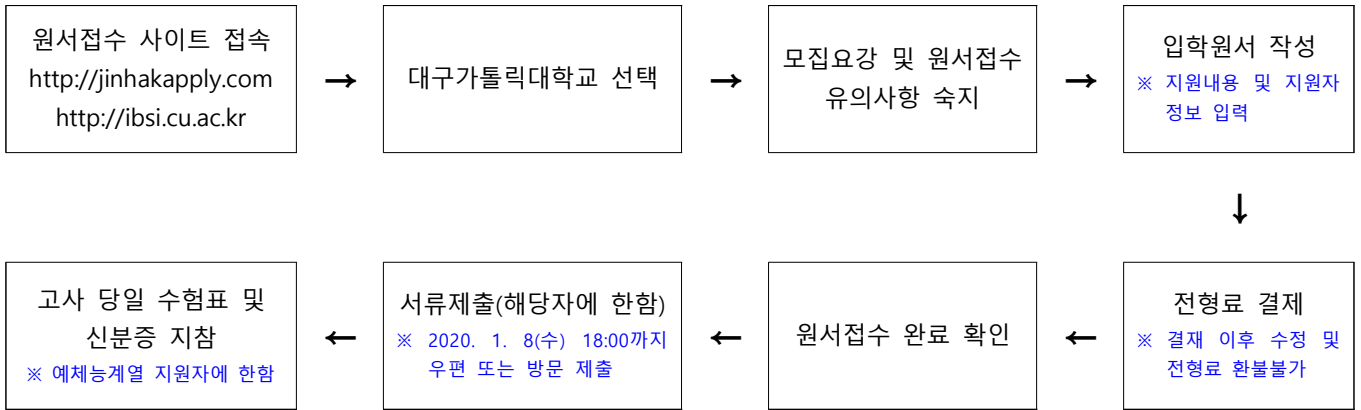 원서접수 사이트 접속
http://jinhakapply.com
http://ibsi.cu.ac.kr
→
대구가톨릭대학교 선택
→
모집요강 및 원서접수
유의사항 숙지
→
입학원서 작성
※ 지원내용 및 지원자
정보 입력
↓
전형료 결제
※ 결재 이후 수정 및
전형료 환불불가
←
원서접수 완료 확인
←
서류제출(해당자에 한함)
※ 2020. 1. 8(수) 18:00까지
우편 또는 방문 제출
←
고사 당일 수험표 및
신분증 지참
※ 예체능계열 지원자에 한함